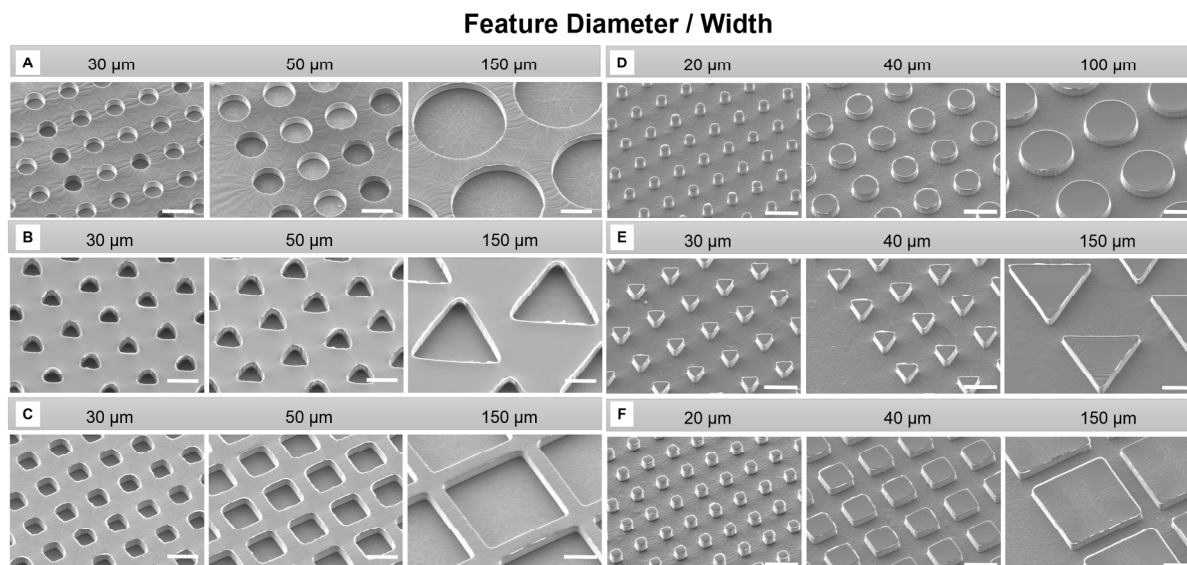 Feature Diameter / Width
A 30 µm 50 µm 150 µm
D 20 µm 40 µm 100 µm
B 30 µm 50 µm 150 µm
E 30 µm 40 µm 150 µm
C 30 µm 50 µm 150 µm
F 20 µm 40 µm 150 µm